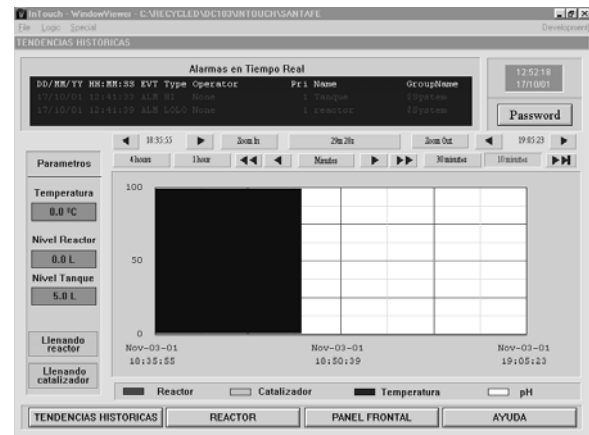 InTouch - WindowViewer - C:\RECYCLED\DC103\INTOUCH\SANTAFE
File Logic Special Development
TENDENCIAS HISTORICAS
Alarmas en Tiempo Real
DD/MM/YY HH:MM:SS EVT Type Operator Pri Name GroupName
17/10/01 12:41:33 ALM HI None 1 Tanque $System
17/10/01 12:41:33 ALM LOLO None 1 reactor $System
12:52:18
17/10/01
Password
18:35:55 Zoom In 29m 28s Zoom Out 19:05:23
4 hours 1 hour Minutes 30 minutes 10 minutes
Parametros
Temperatura
0.0 ºC
Nivel Reactor
0.0 L
Nivel Tanque
5.0 L
Llenando
reactor
Llenando
catalizador
100
50
0
Nov-03-01 Nov-03-01 Nov-03-01
18:35:55 18:50:39 19:05:23
Reactor Catalizador Temperatura pH
TENDENCIAS HISTORICAS REACTOR PANEL FRONTAL AYUDA